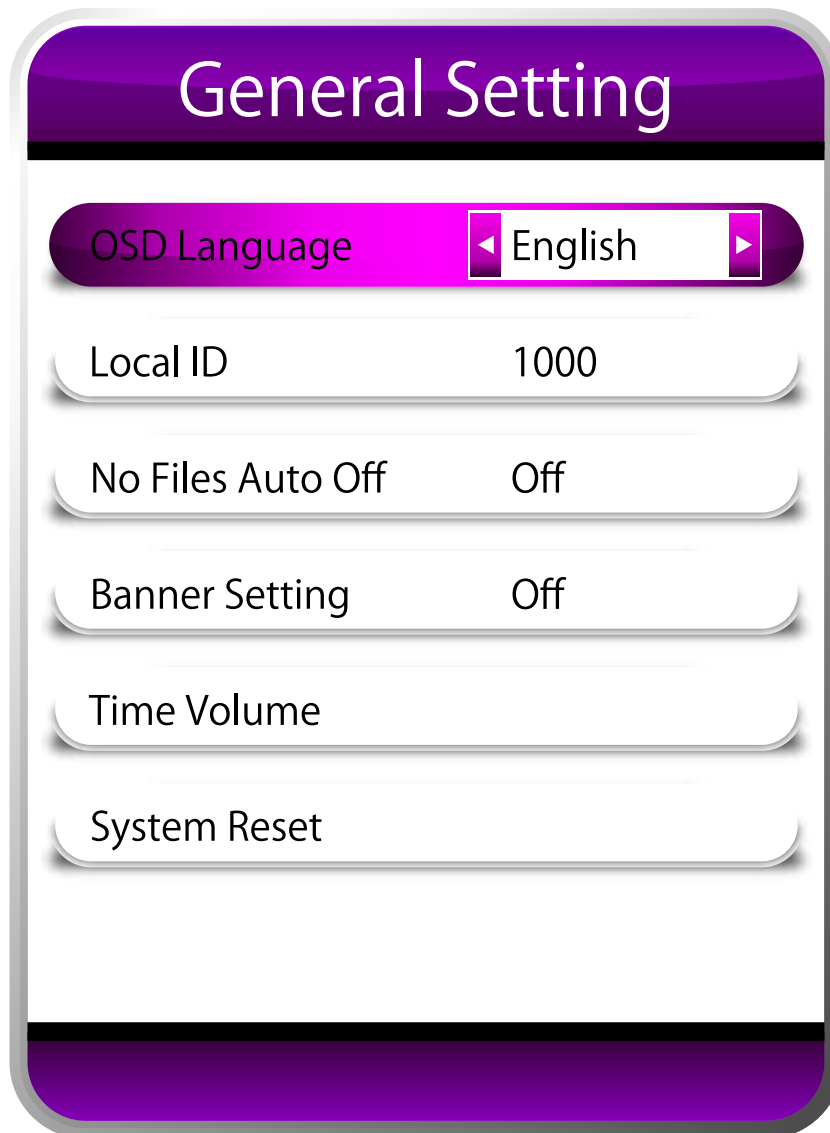 General Setting
OSD Language English
Local ID 1000
No Files Auto Off Off
Banner Setting Off
Time Volume
System Reset